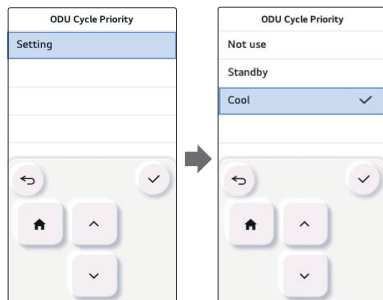 ODU Cycle Priority
Setting
ODU Cycle Priority
Not use
Standby
Cool